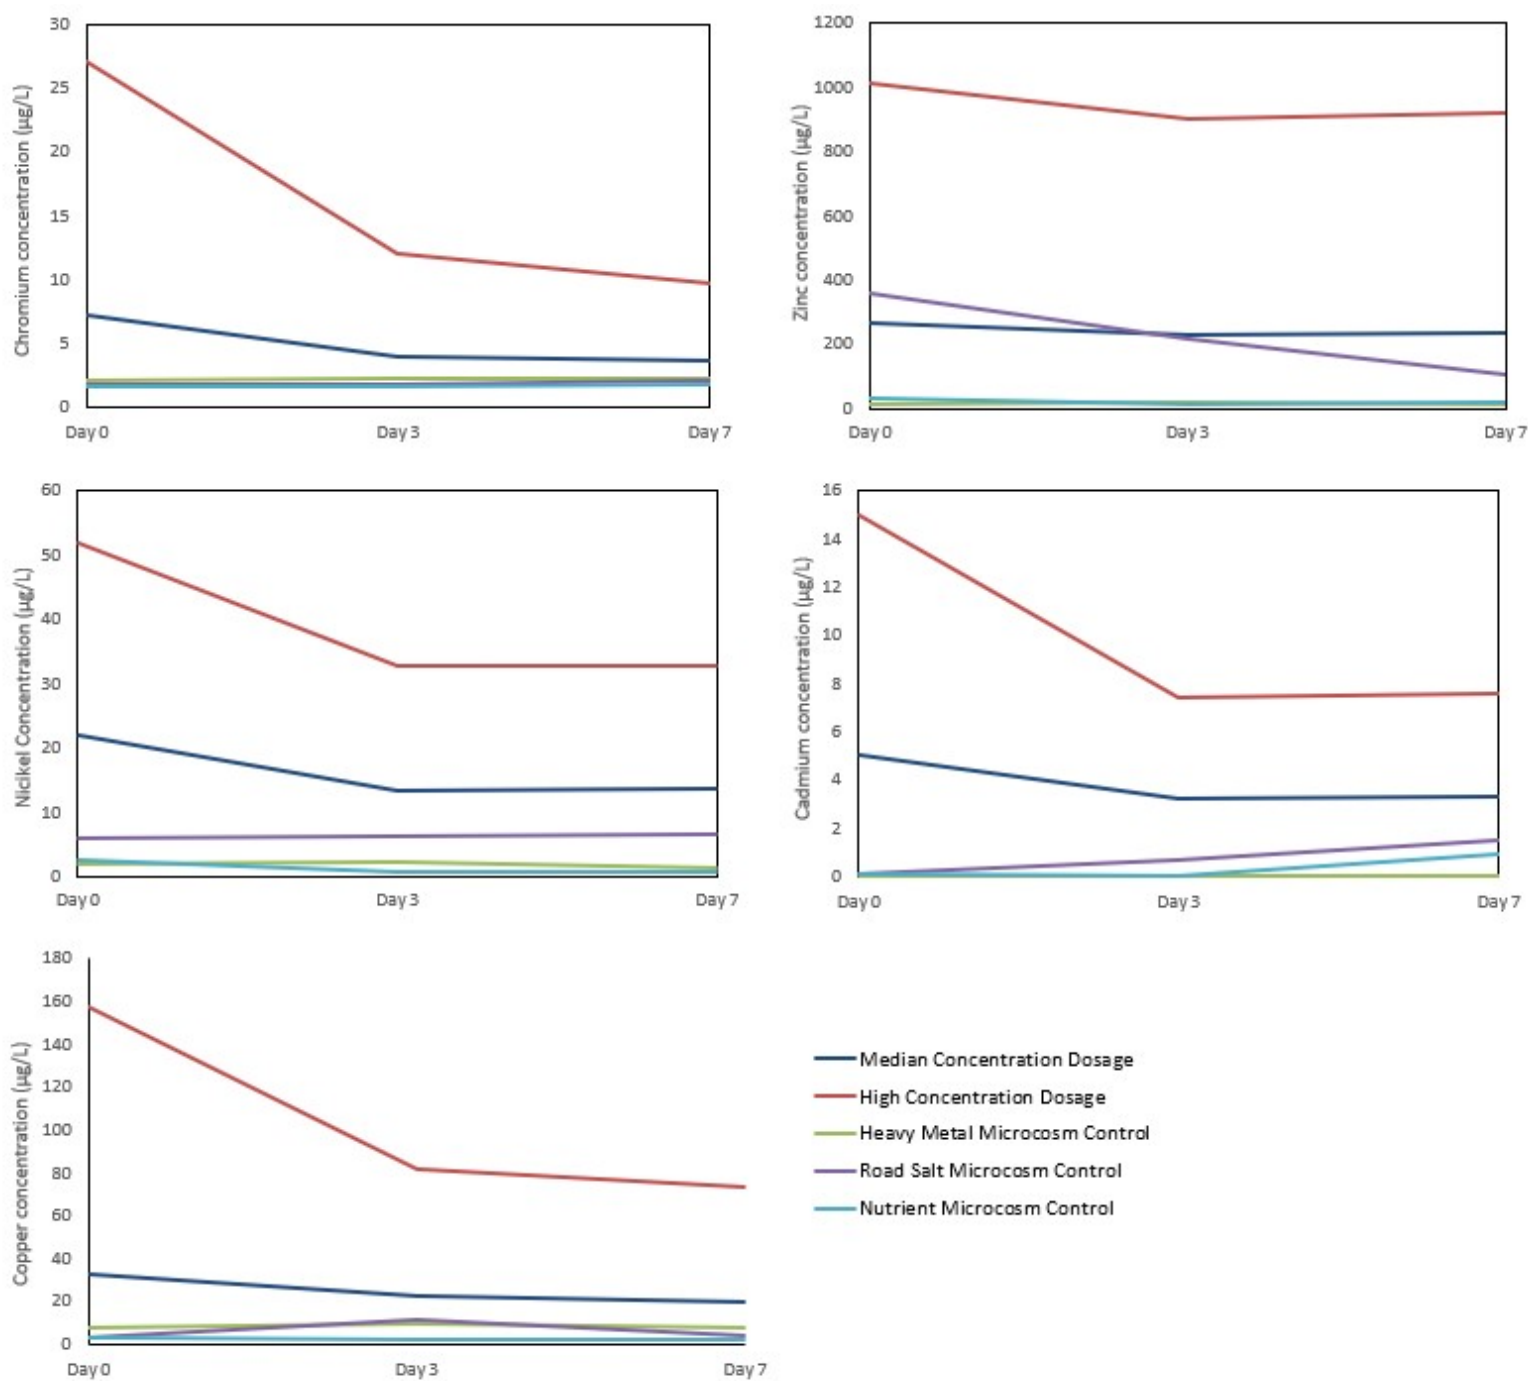 Chromium concentration (µg/L)
30
25
20
15
10
5
0
Day 0 Day 3 Day 7
Zinc concentration (µg/L)
1200
1000
800
600
400
200
0
Day 0 Day 3 Day 7
Nicikel Concentration (µg/L)
60
50
40
30
20
10
0
Day 0 Day 3 Day 7
Cadmium concentration (µg/L)
16
14
12
10
8
6
4
2
0
Day 0 Day 3 Day 7
Copper concentration (µg/L)
180
160
140
120
100
80
60
40
20
0
Day 0 Day 3 Day 7
Median Concentration Dosage
High Concentration Dosage
Heavy Metal Microcosm Control
Road Salt Microcosm Control
Nutrient Microcosm Control